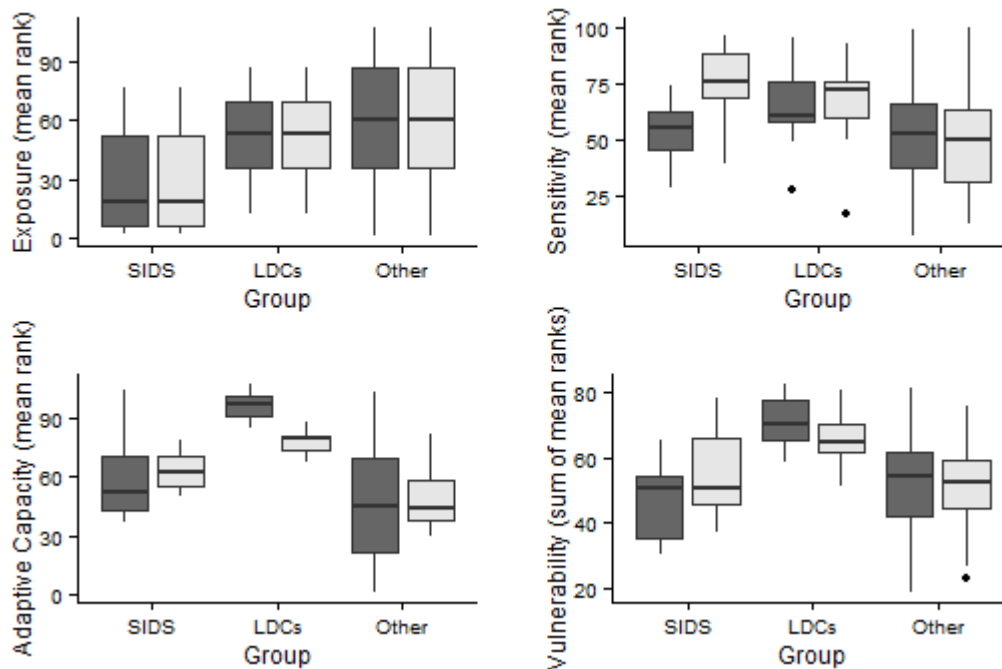 Exposure (mean rank)
90
60
30
0
SIDS LDCs Other
Group
Sensitivity (mean rank)
100
75
50
25
SIDS LDCs Other
Group
Adaptive Capacity (mean rank)
90
60
30
0
SIDS LDCs Other
Group
Vulnerability (sum of mean ranks)
80
60
40
20
SIDS LDCs Other
Group